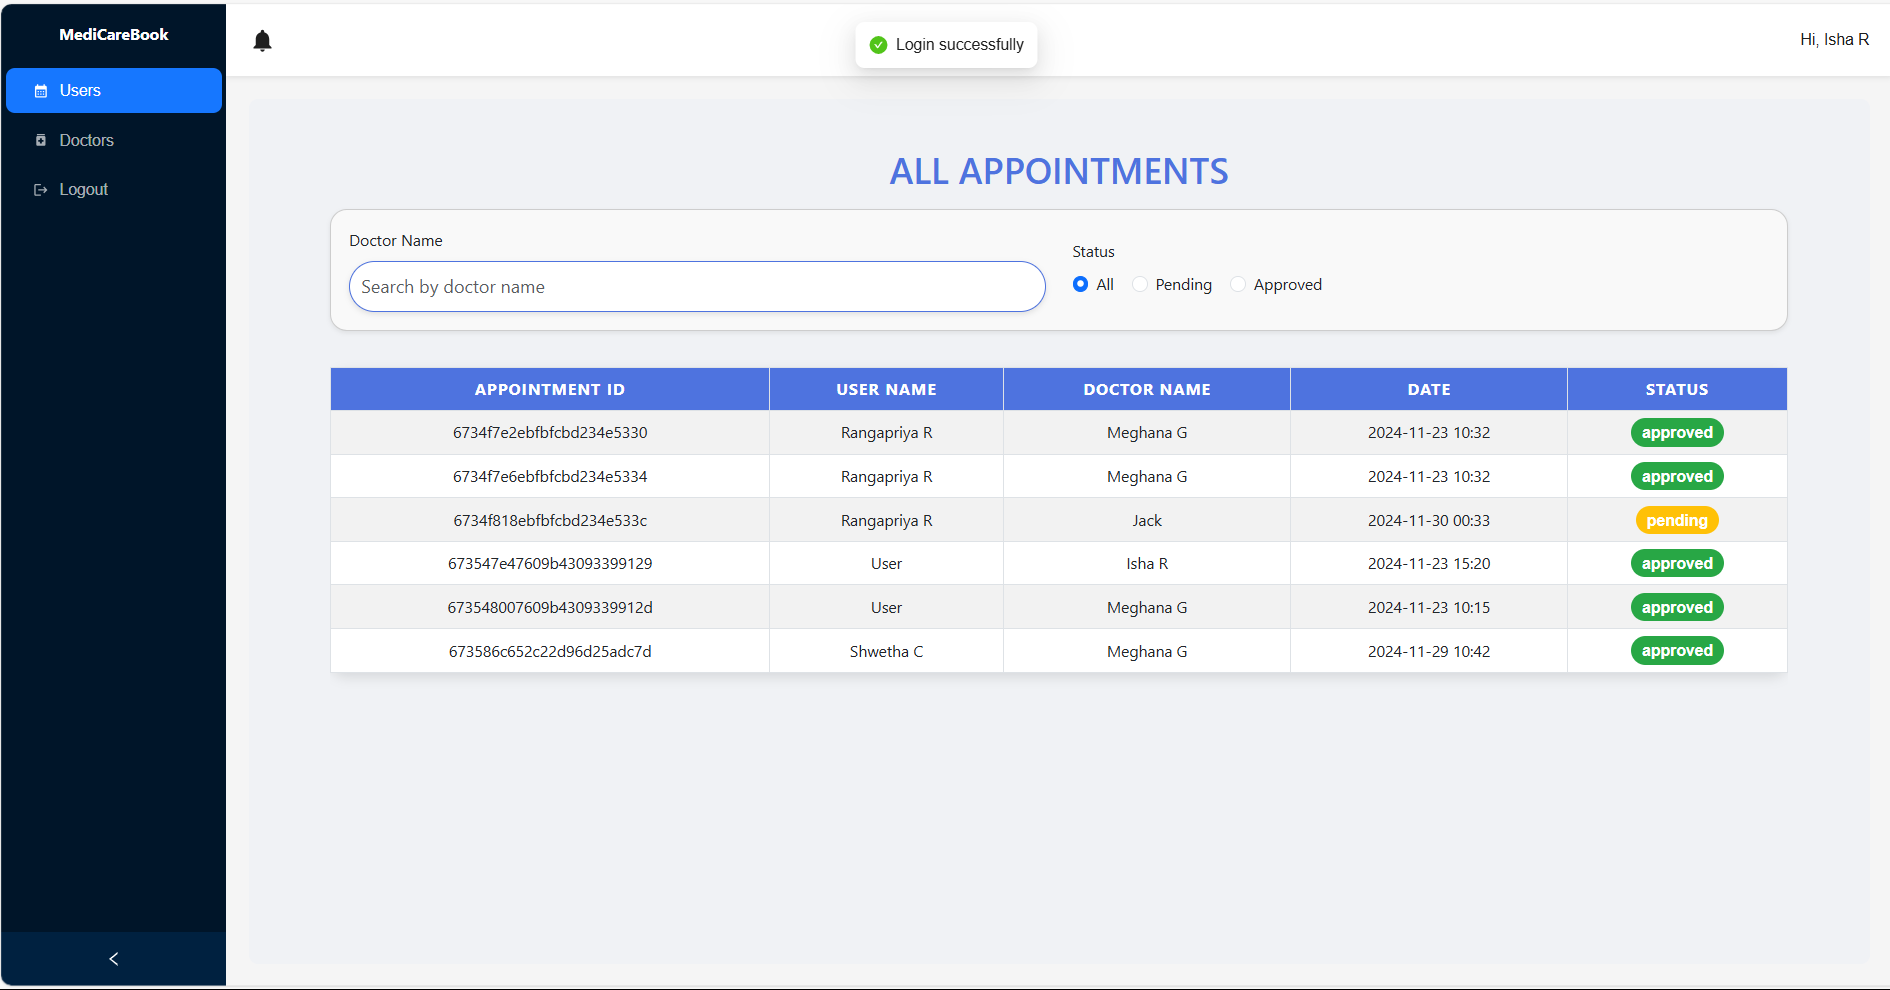 MediCareBook
Users
Doctors
Logout
Login successfully
Hi, Isha R
ALL APPOINTMENTS
Doctor Name
Search by doctor name
Status
All Pending Approved
APPOINTMENT ID USER NAME DOCTOR NAME DATE STATUS
6734f7e2ebfbfcbd234e5330 Rangapriya R Meghana G 2024-11-23 10:32 approved
6734f7e6ebfbfcbd234e5334 Rangapriya R Meghana G 2024-11-23 10:32 approved
6734f818ebfbfcbd234e533c Rangapriya R Jack 2024-11-30 00:33 pending
673547e47609b43093399129 User Isha R 2024-11-23 15:20 approved
673548007609b4309339912d User Meghana G 2024-11-23 10:15 approved
673586c652c22d96d25adc7d Shwetha C Meghana G 2024-11-29 10:42 approved